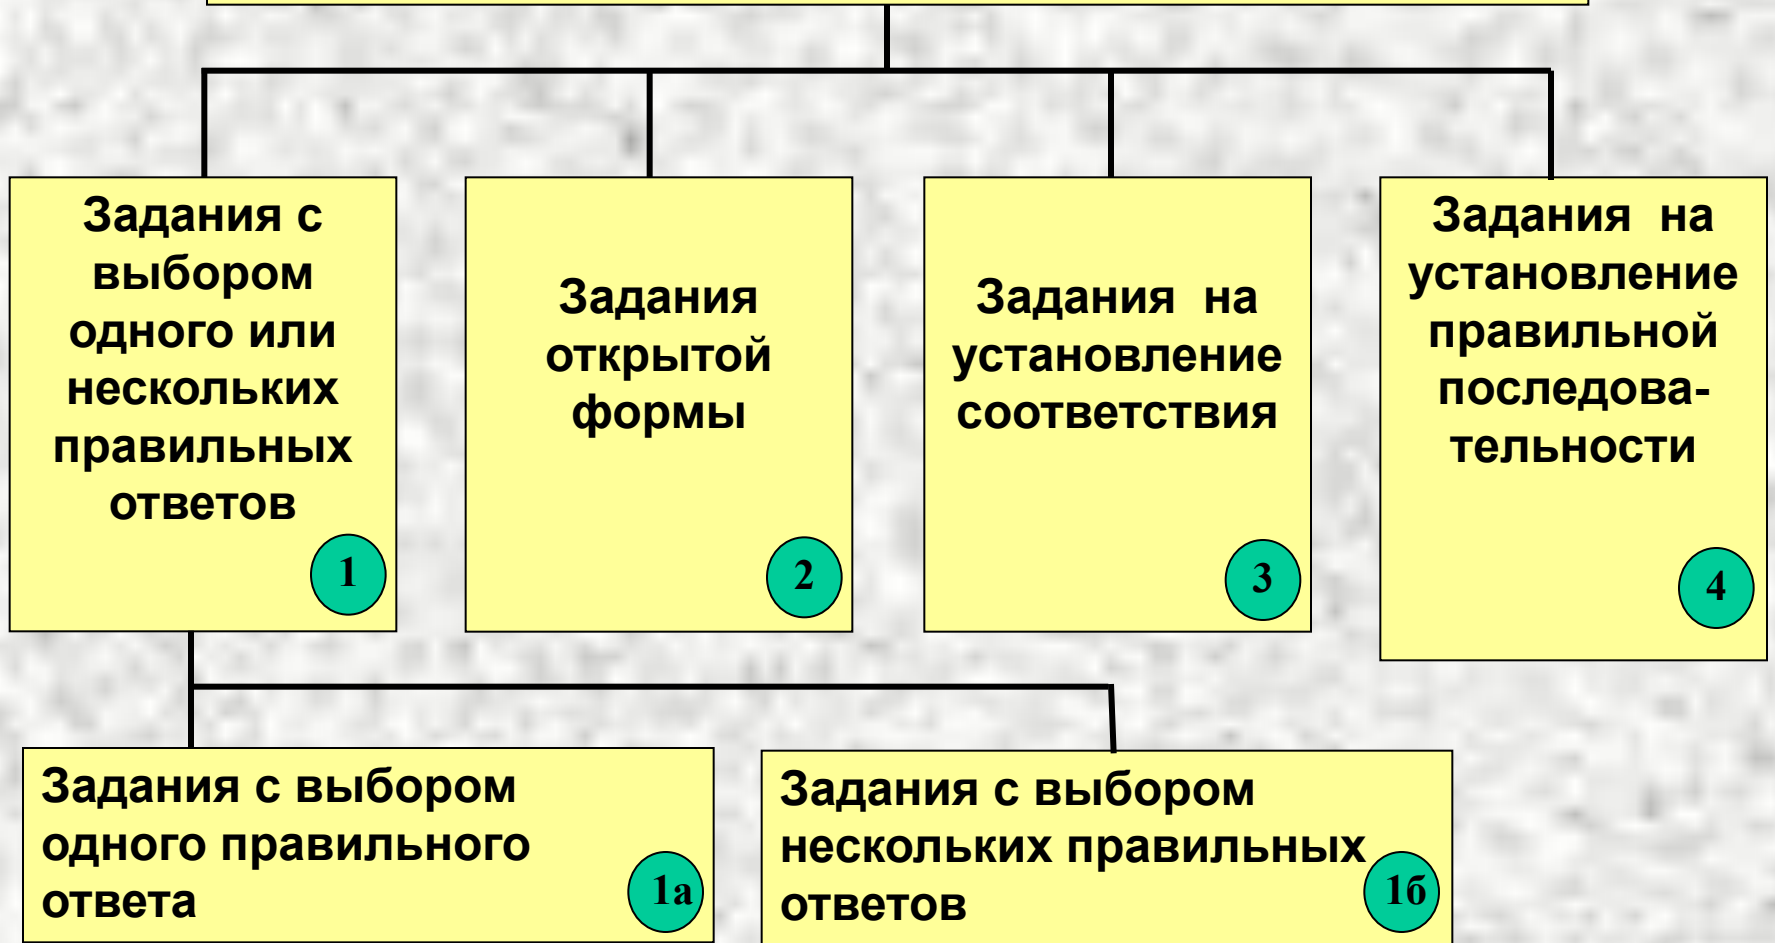 Задания с
выбором
одного или
нескольких
правильных
ответов
1
Задания
открытой
формы
2
Задания на
установление
соответствия
3
Задания на
установление
правильной
последова-
тельности
4
Задания с выбором
одного правильного
ответа
1а
Задания с выбором
нескольких правильных
ответов
1б